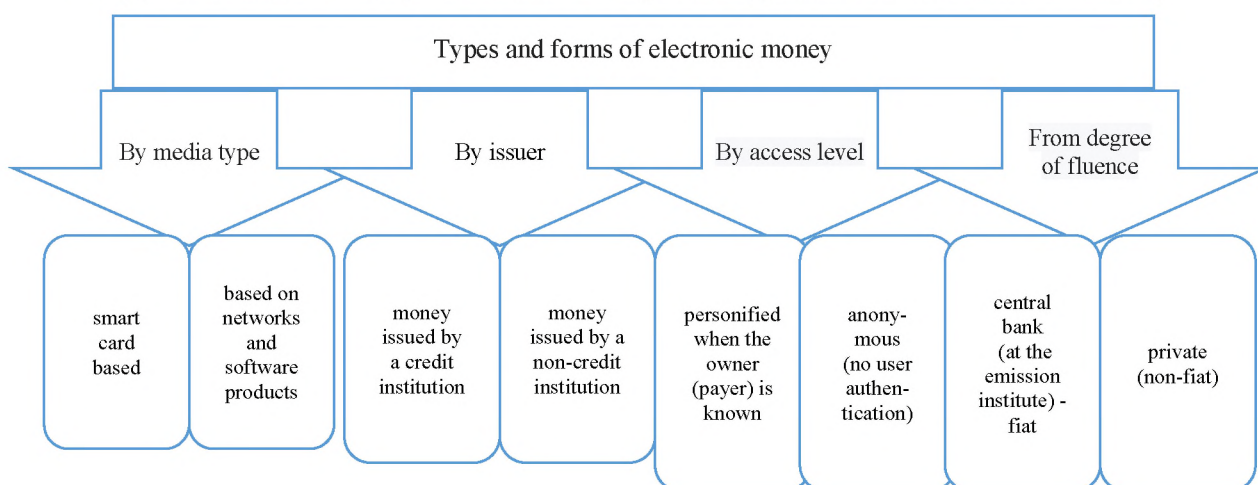 Types and forms of electronic money
By media type
By issuer
By access level
From degree
of fluence
smart
card
based
based on
networks
and
software
products
money
issued by
a credit
institution
money
issued by a
non-credit
institution
personified
when the
owner
(payer) is
known
anony-
mous
(no user
authen-
tication)
central
bank
(at the
emission
institute) -
fiat
private
(non-fiat)